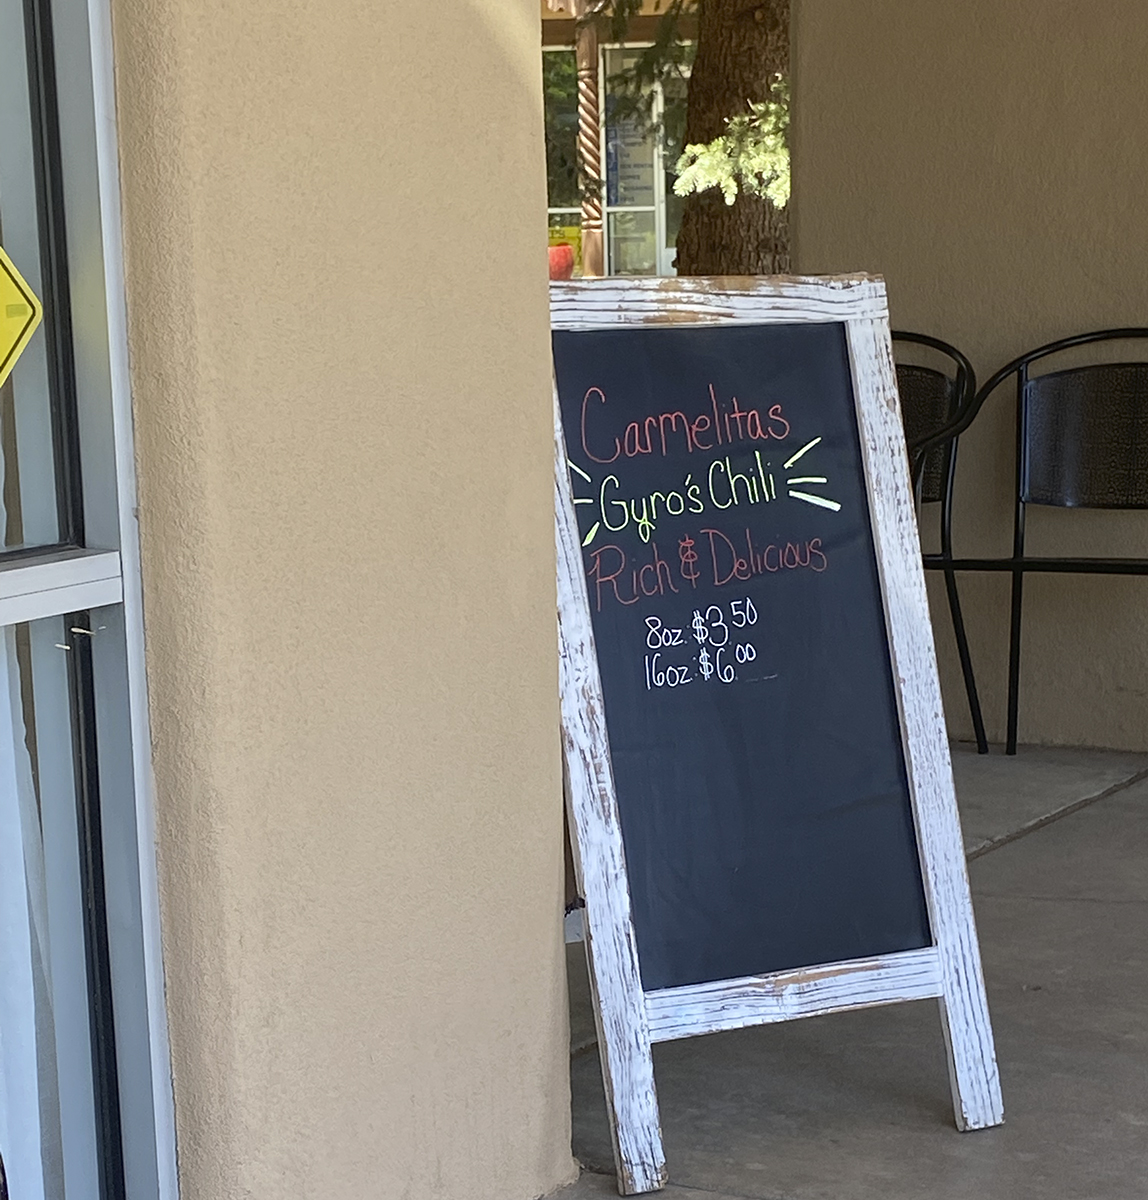 Carmelitas
Gyro's Chili
Rich & Delicious
8oz: $3.50
16oz: $6.00